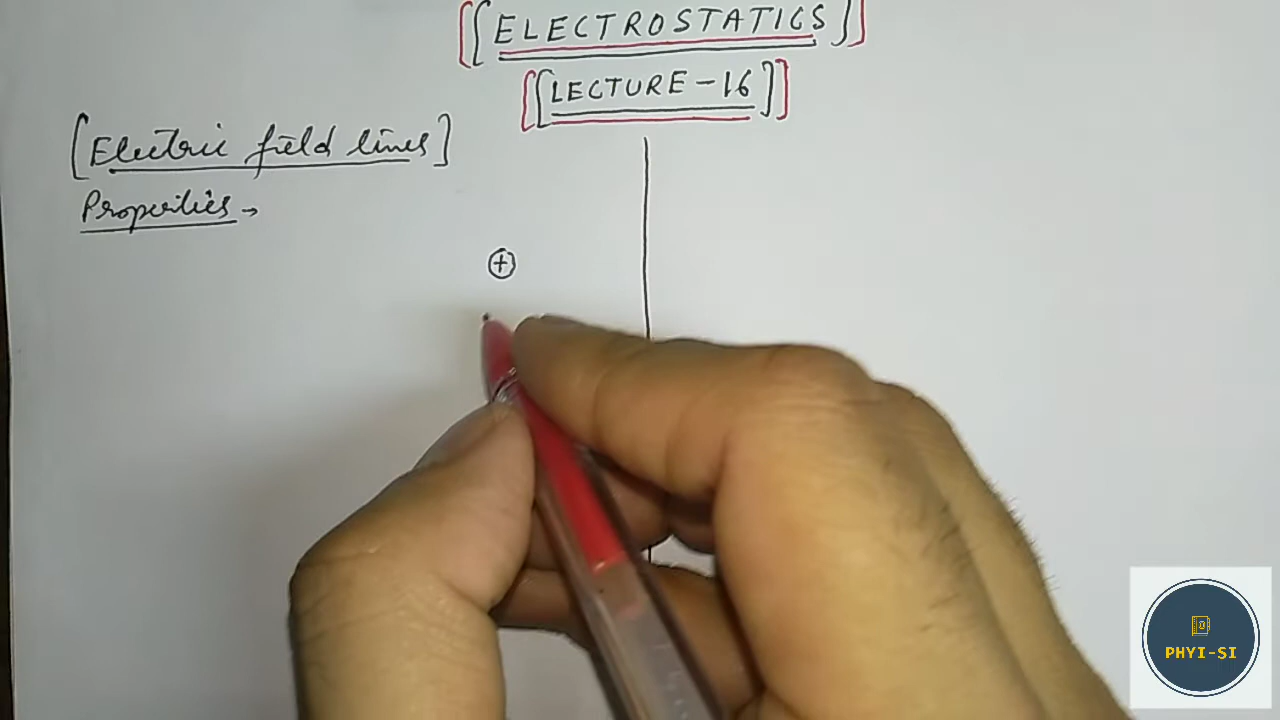 [[ELECTROSTATICS]]
[[LECTURE-16]]
[Electric field lines]
Properties→
+
PHYI-SI